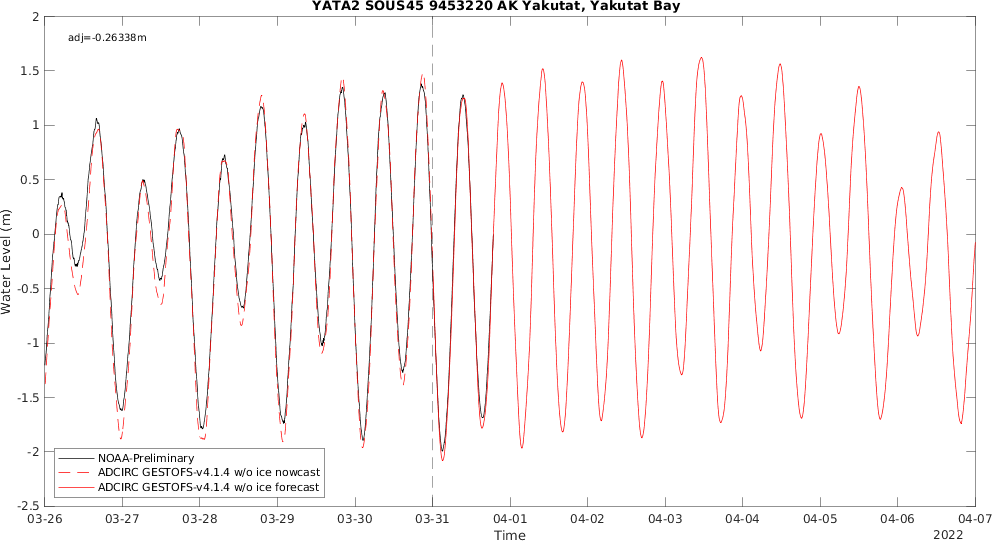 YATA2 SOUS45 9453220 AK Yakutat, Yakutat Bay
adj=-0.26338m
2
1.5
1
0.5
0
-0.5
-1
-1.5
-2
-2.5
Water Level (m)
NOAA-Preliminary
ADCIRC GESTOFS-v4.1.4 w/o ice nowcast
ADCIRC GESTOFS-v4.1.4 w/o ice forecast
03-26 03-27 03-28 03-29 03-30 03-31 04-01 04-02 04-03 04-04 04-05 04-06 04-07
Time
2022